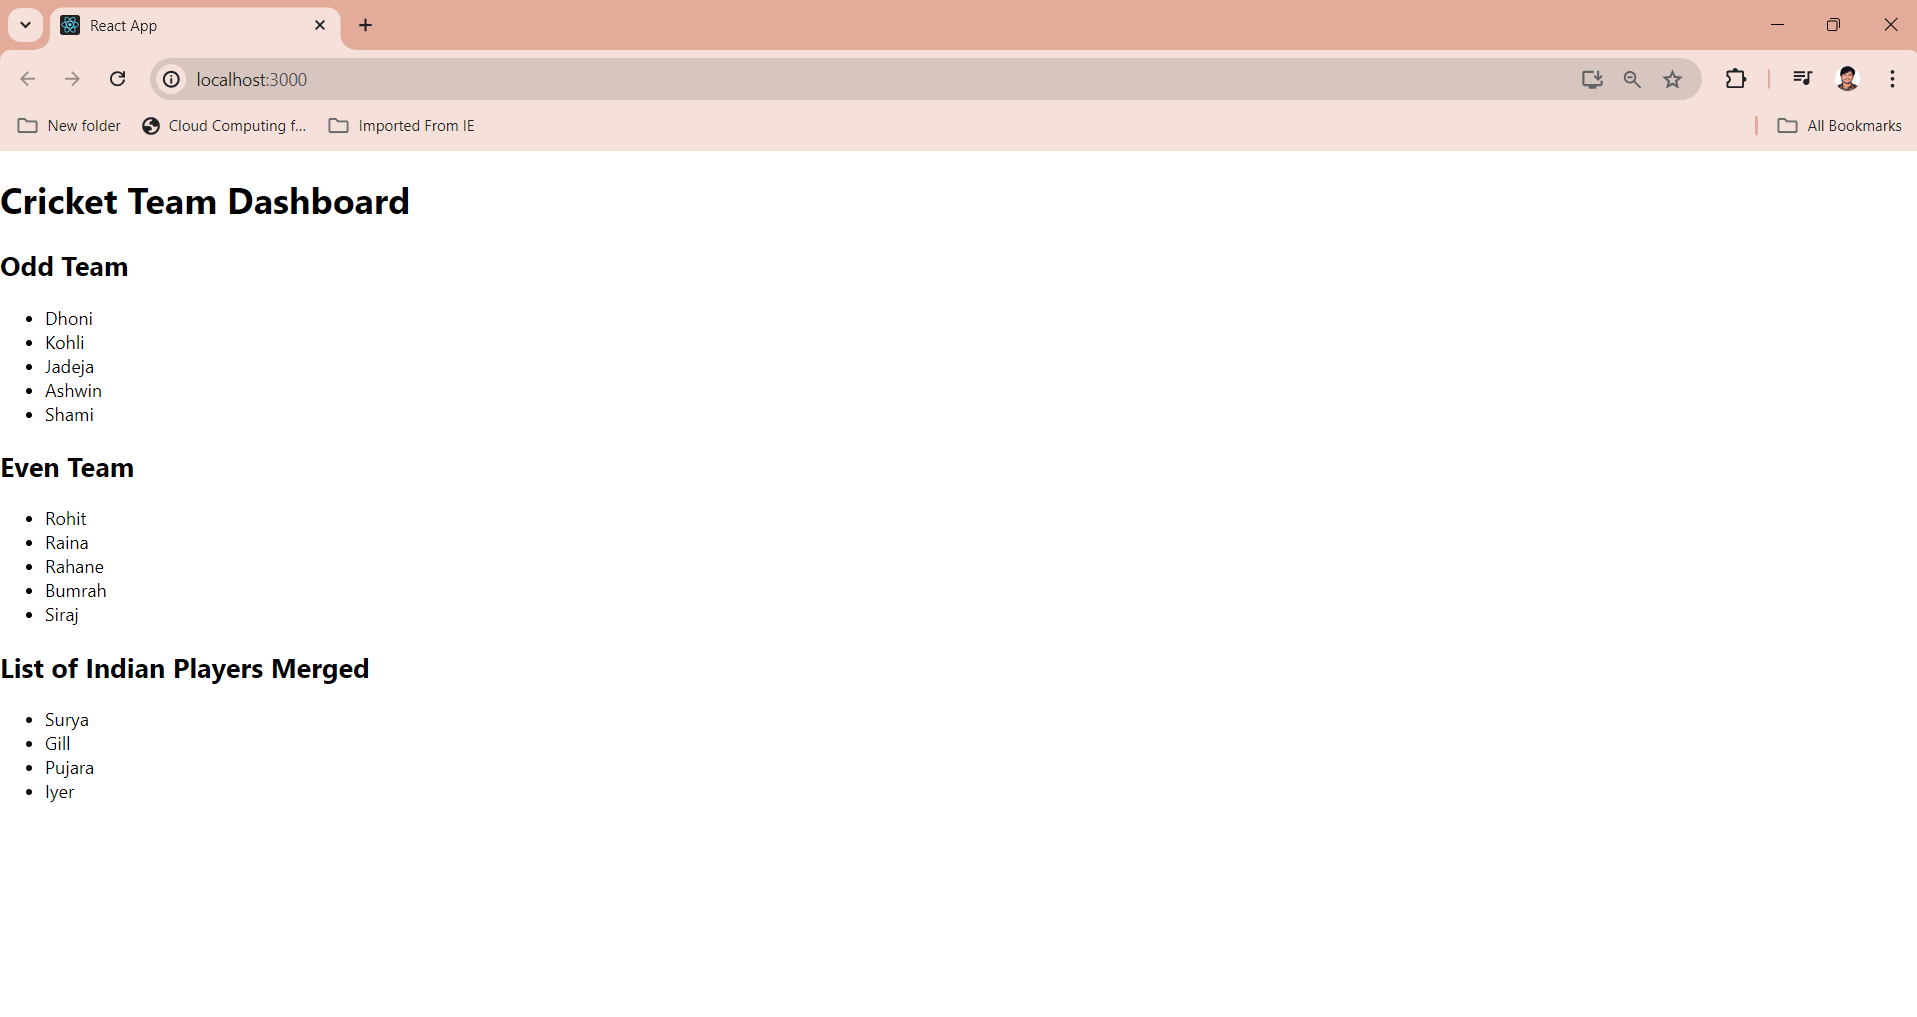 React App
localhost:3000
New folder
Cloud Computing f...
Imported From IE
All Bookmarks
Cricket Team Dashboard
Odd Team
Dhoni
Kohli
Jadeja
Ashwin
Shami
Even Team
Rohit
Raina
Rahane
Bumrah
Siraj
List of Indian Players Merged
Surya
Gill
Pujara
Iyer